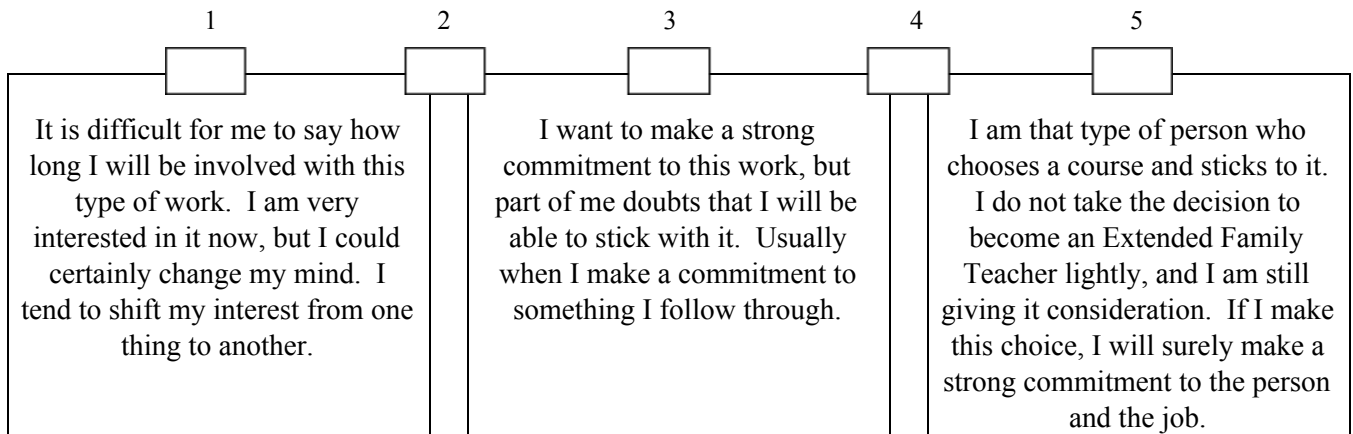 1 2 3 4 5
It is difficult for me to say how
long I will be involved with this
type of work. I am very
interested in it now, but I could
certainly change my mind. I
tend to shift my interest from one
thing to another.
I want to make a strong
commitment to this work, but
part of me doubts that I will be
able to stick with it. Usually
when I make a commitment to
something I follow through.
I am that type of person who
chooses a course and sticks to it.
I do not take the decision to
become an Extended Family
Teacher lightly, and I am still
giving it consideration. If I make
this choice, I will surely make a
strong commitment to the person
and the job.